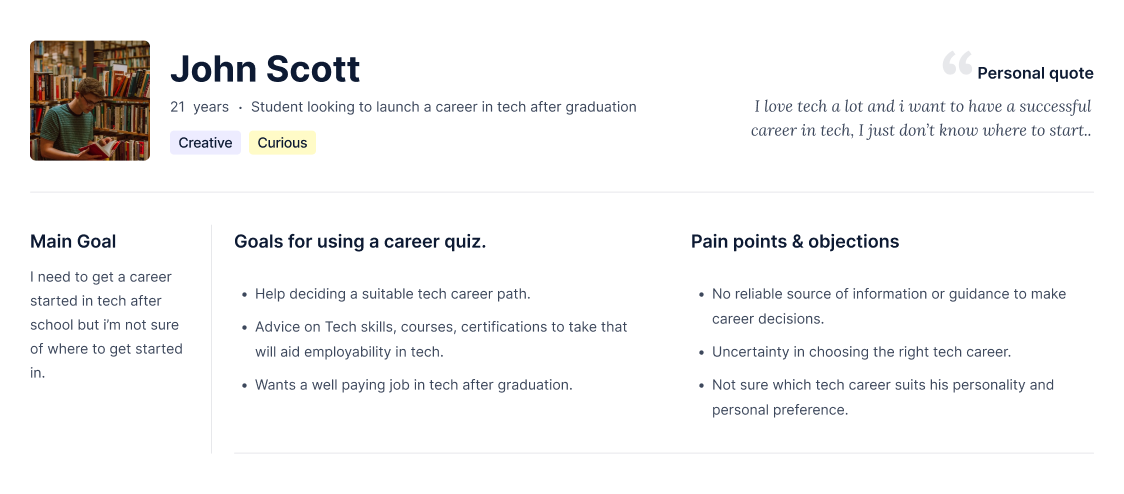 John Scott
21 years · Student looking to launch a career in tech after graduation
Creative Curious
“ Personal quote
I love tech a lot and i want to have a successful
career in tech, I just don’t know where to start..
Main Goal
I need to get a career
started in tech after
school but i’m not sure
of where to get started
in.
Goals for using a career quiz.
• Help deciding a suitable tech career path.
• Advice on Tech skills, courses, certifications to take that
will aid employability in tech.
• Wants a well paying job in tech after graduation.
Pain points & objections
• No reliable source of information or guidance to make
career decisions.
• Uncertainty in choosing the right tech career.
• Not sure which tech career suits his personality and
personal preference.